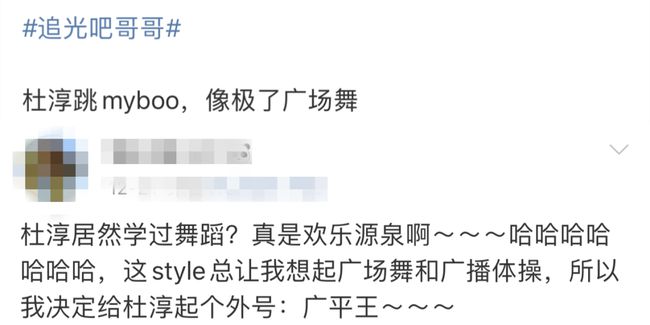 #追光吧哥哥#
杜淳跳myboo，像极了广场舞
杜淳居然学过舞蹈？真是欢乐源泉啊～～～哈哈哈哈
哈哈哈，这style总让我想起广场舞和广播体操，所以
我决定给杜淳起个外号：广平王～～～